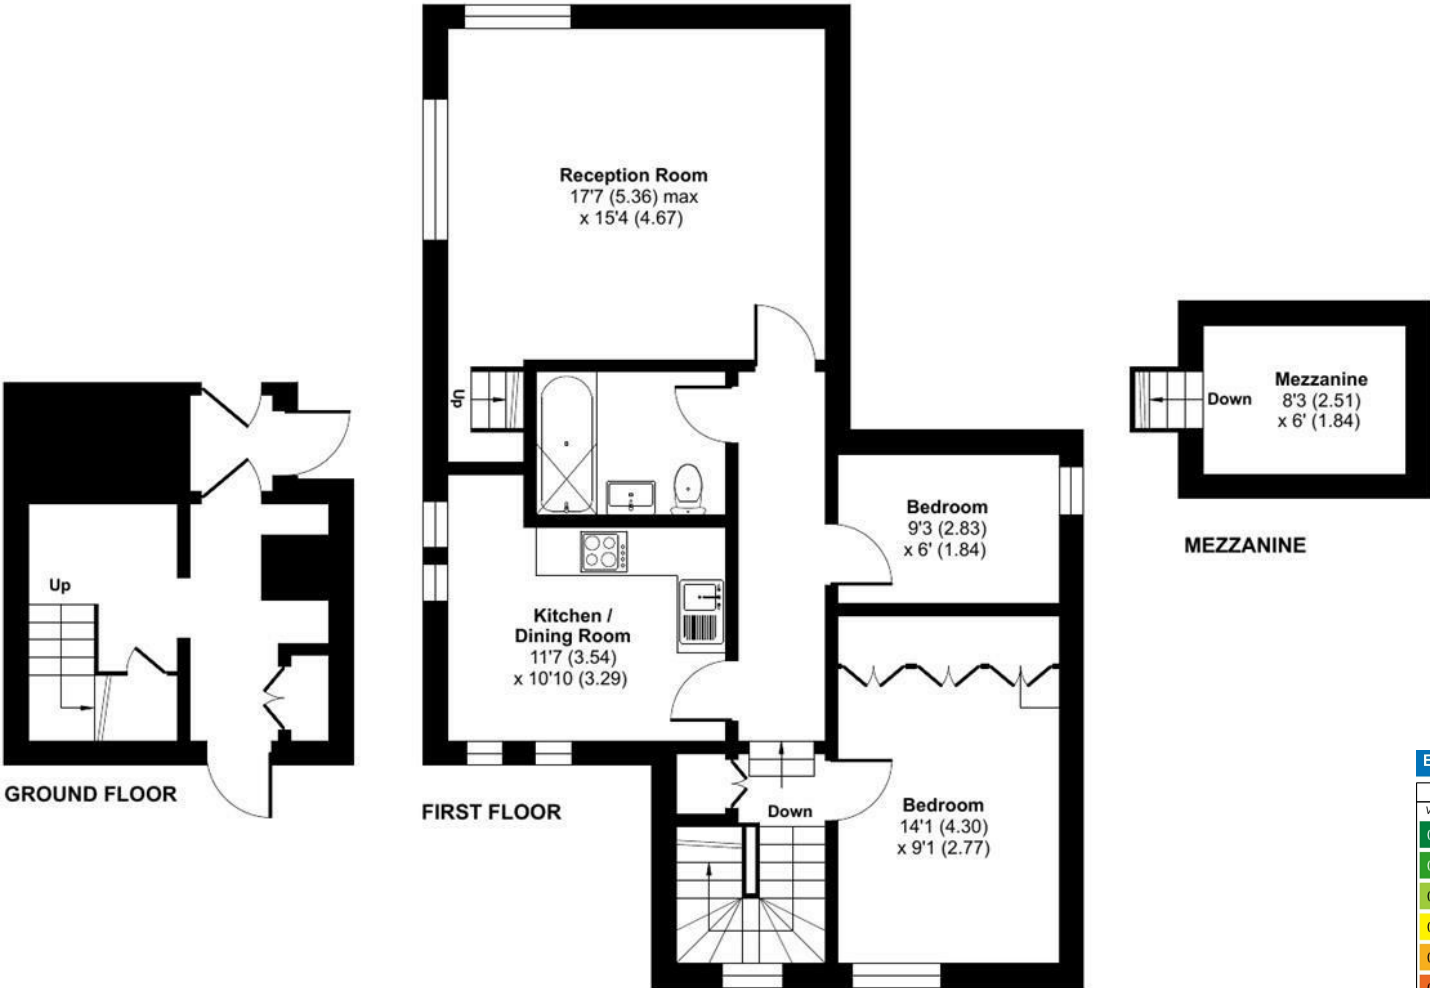 Reception Room
17'7 (5.36) max
x 15'4 (4.67)
Up
Mezzanine
8'3 (2.51)
x 6' (1.84)
Down
MEZZANINE
Bedroom
9'3 (2.83)
x 6' (1.84)
Up
Kitchen /
Dining Room
11'7 (3.54)
x 10'10 (3.29)
GROUND FLOOR
FIRST FLOOR
Down
Bedroom
14'1 (4.30)
x 9'1 (2.77)